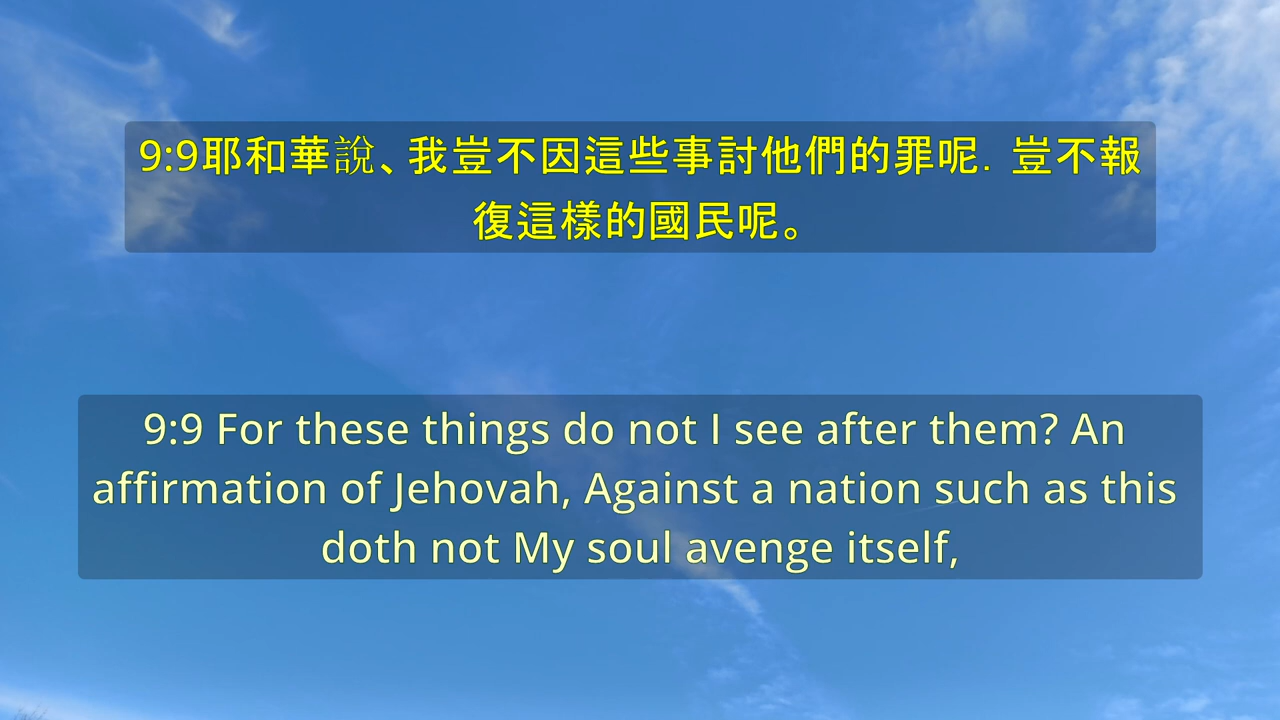 9:9耶和華說、我豈不因這些事討他們的罪呢．豈不報
復這樣的國民呢。
9:9 For these things do not I see after them? An
affirmation of Jehovah, Against a nation such as this
doth not My soul avenge itself,